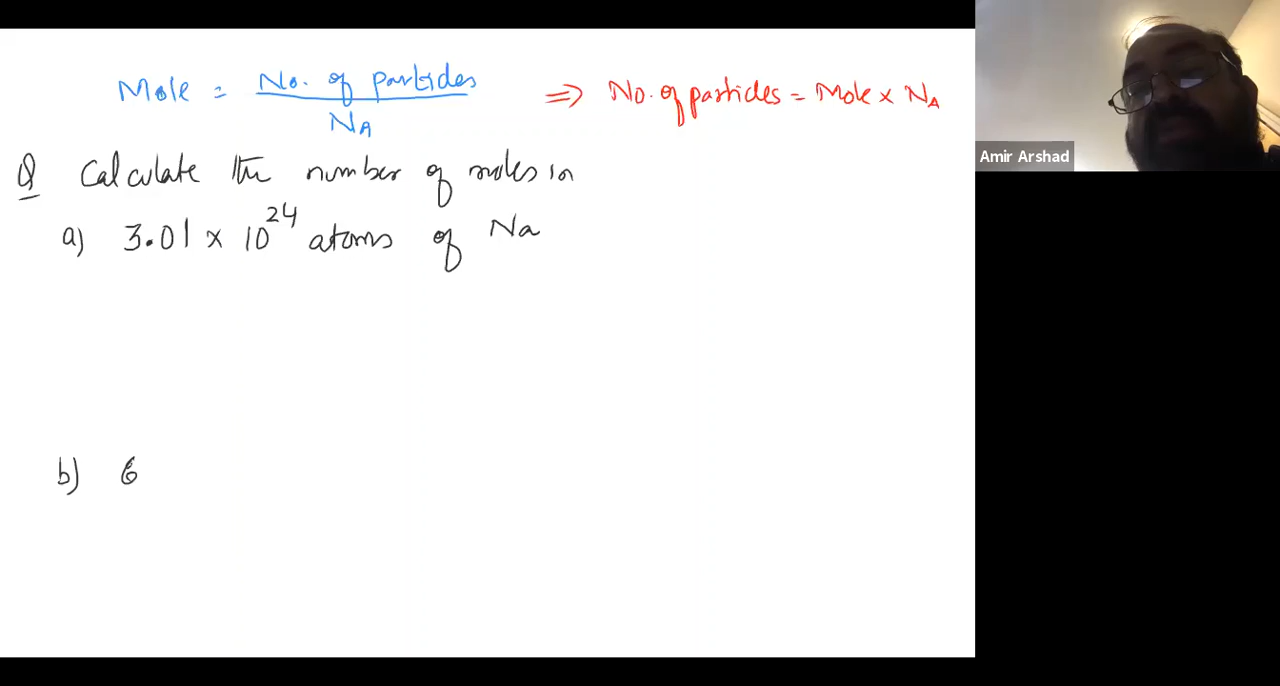 Mole = No. of particles / NA ⇒ No. of particles = Mole x NA
Amir Arshad
Q Calculate the number of moles in
a) 3.01 x 10^24 atoms of Na
b) 6